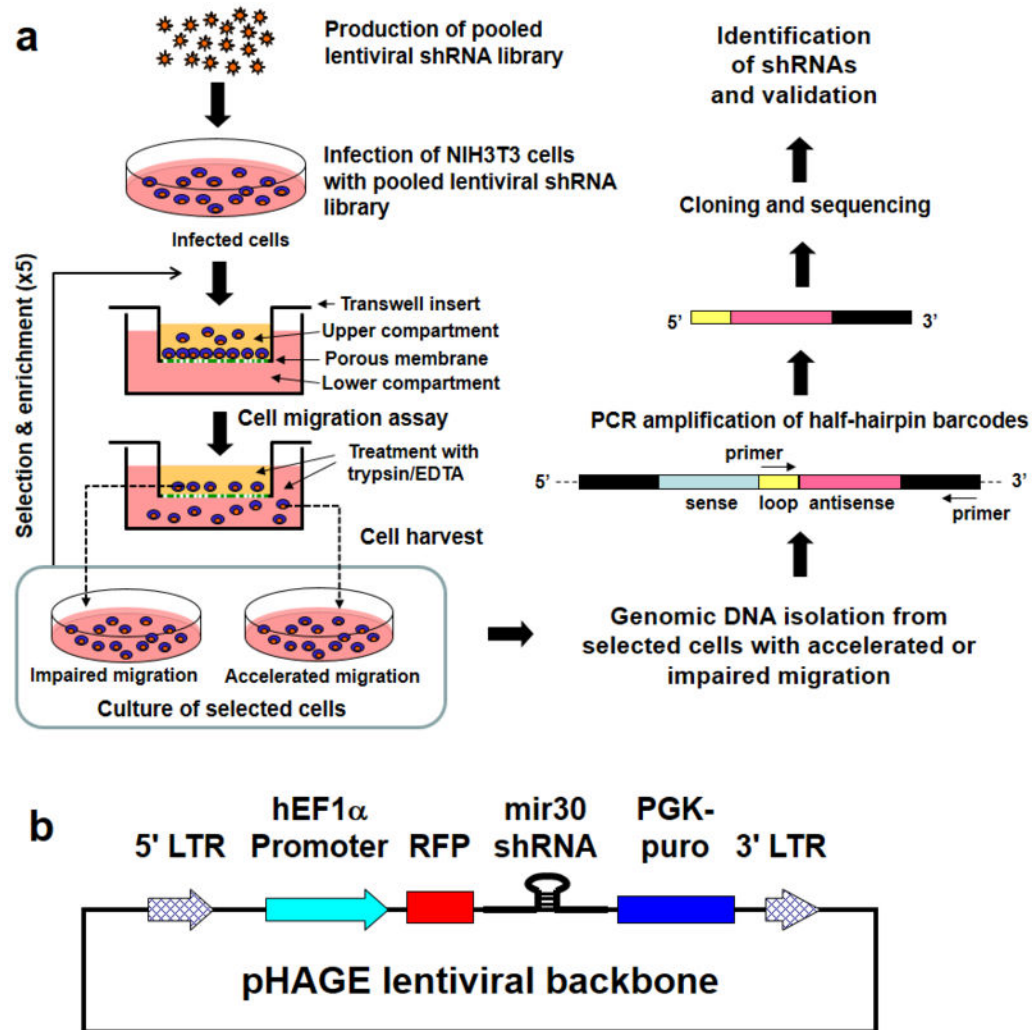 a
Production of pooled
lentiviral shRNA library
Infection of NIH3T3 cells
with pooled lentiviral shRNA
library
Infected cells
Selection & enrichment (x5)
Transwell insert
Upper compartment
Porous membrane
Lower compartment
Cell migration assay
Treatment with
trypsin/EDTA
Cell harvest
Impaired migration
Accelerated migration
Culture of selected cells
Genomic DNA isolation from
selected cells with accelerated or
impaired migration
5’
3’
primer
sense
loop
antisense
primer
PCR amplification of half-hairpin barcodes
5’
3’
Cloning and sequencing
Identification
of shRNAs
and validation
b
5' LTR
hEF1α
Promoter
RFP
mir30
shRNA
PGK-
puro
3' LTR
pHAGE lentiviral backbone